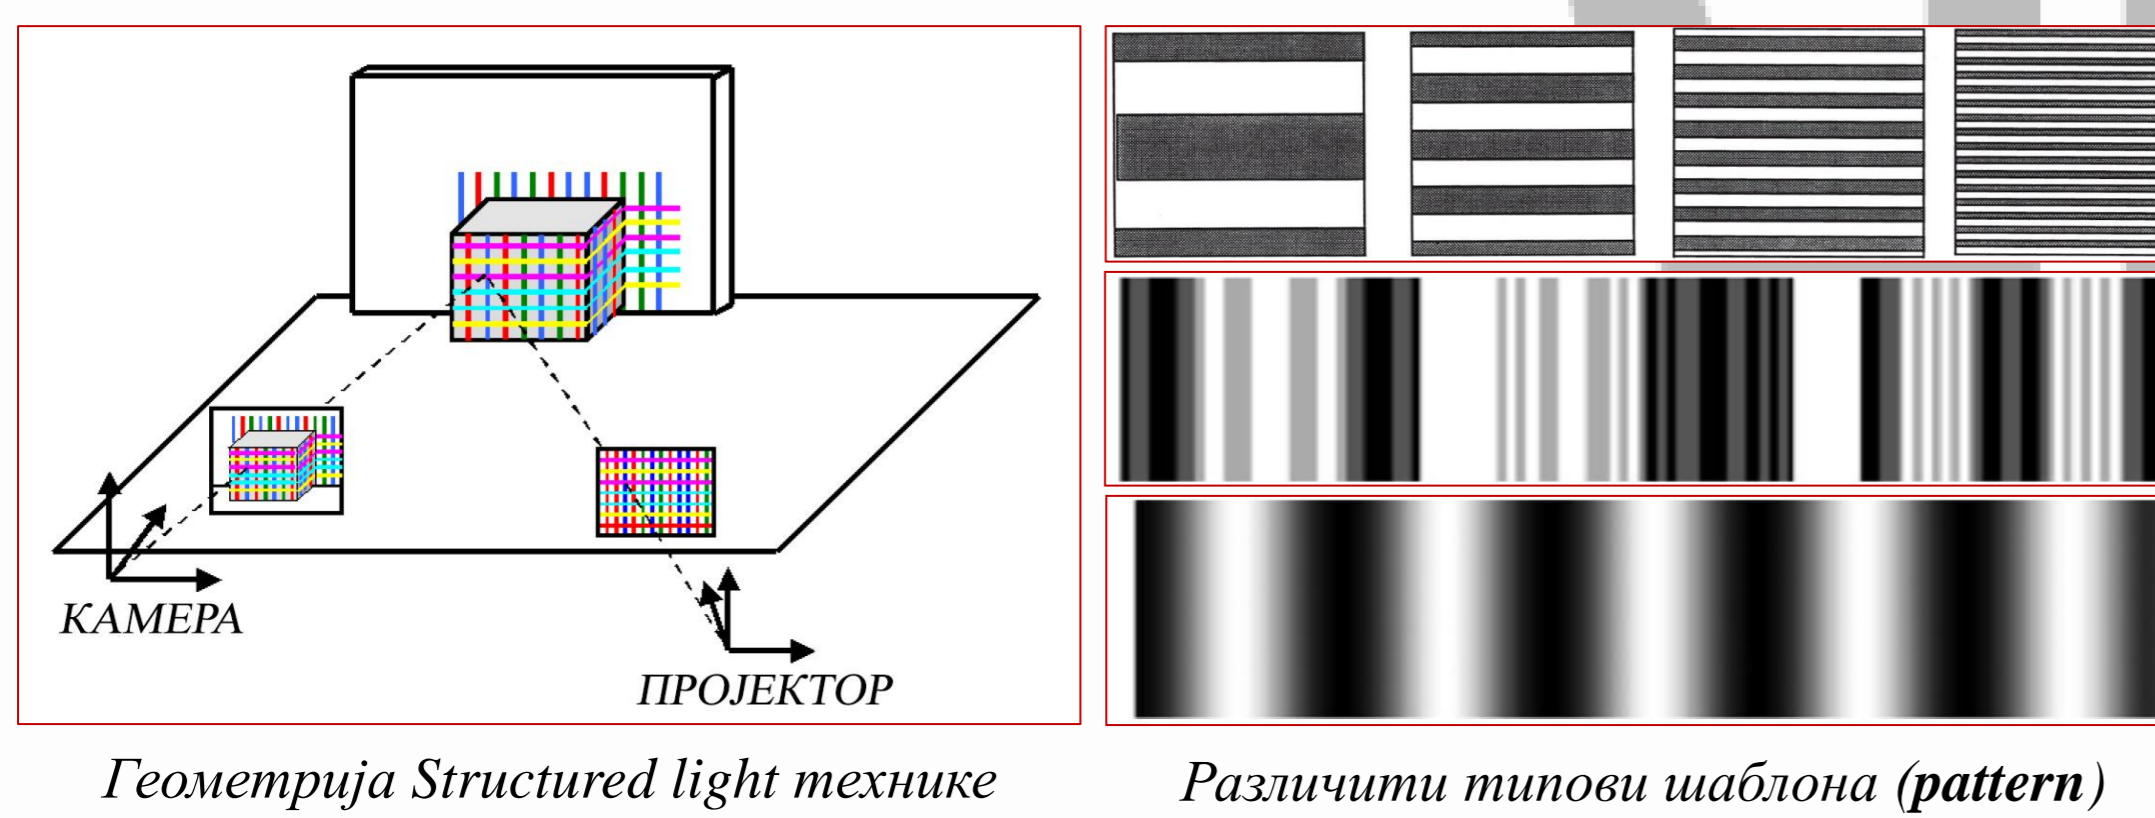 КАМЕРА
ПРОЈЕКТОР
Геометрија Structured light технике
Различити типови шаблона (pattern)